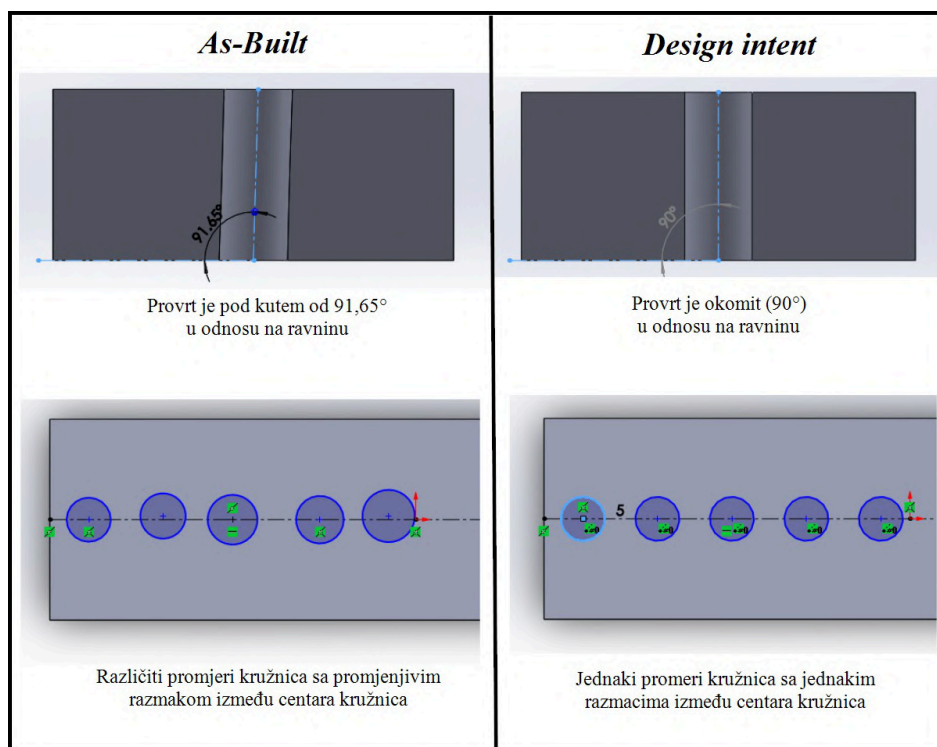 As-Built
Design intent
91.65°
90°
Provrt je pod kutem od 91,65°
u odnosu na ravninu
Provrt je okomit (90°)
u odnosu na ravninu
5
Različiti promjeri kružnica sa promjenjivim
razmakom između centara kružnica
Jednaki promeri kružnica sa jednakim
razmacima između centara kružnica